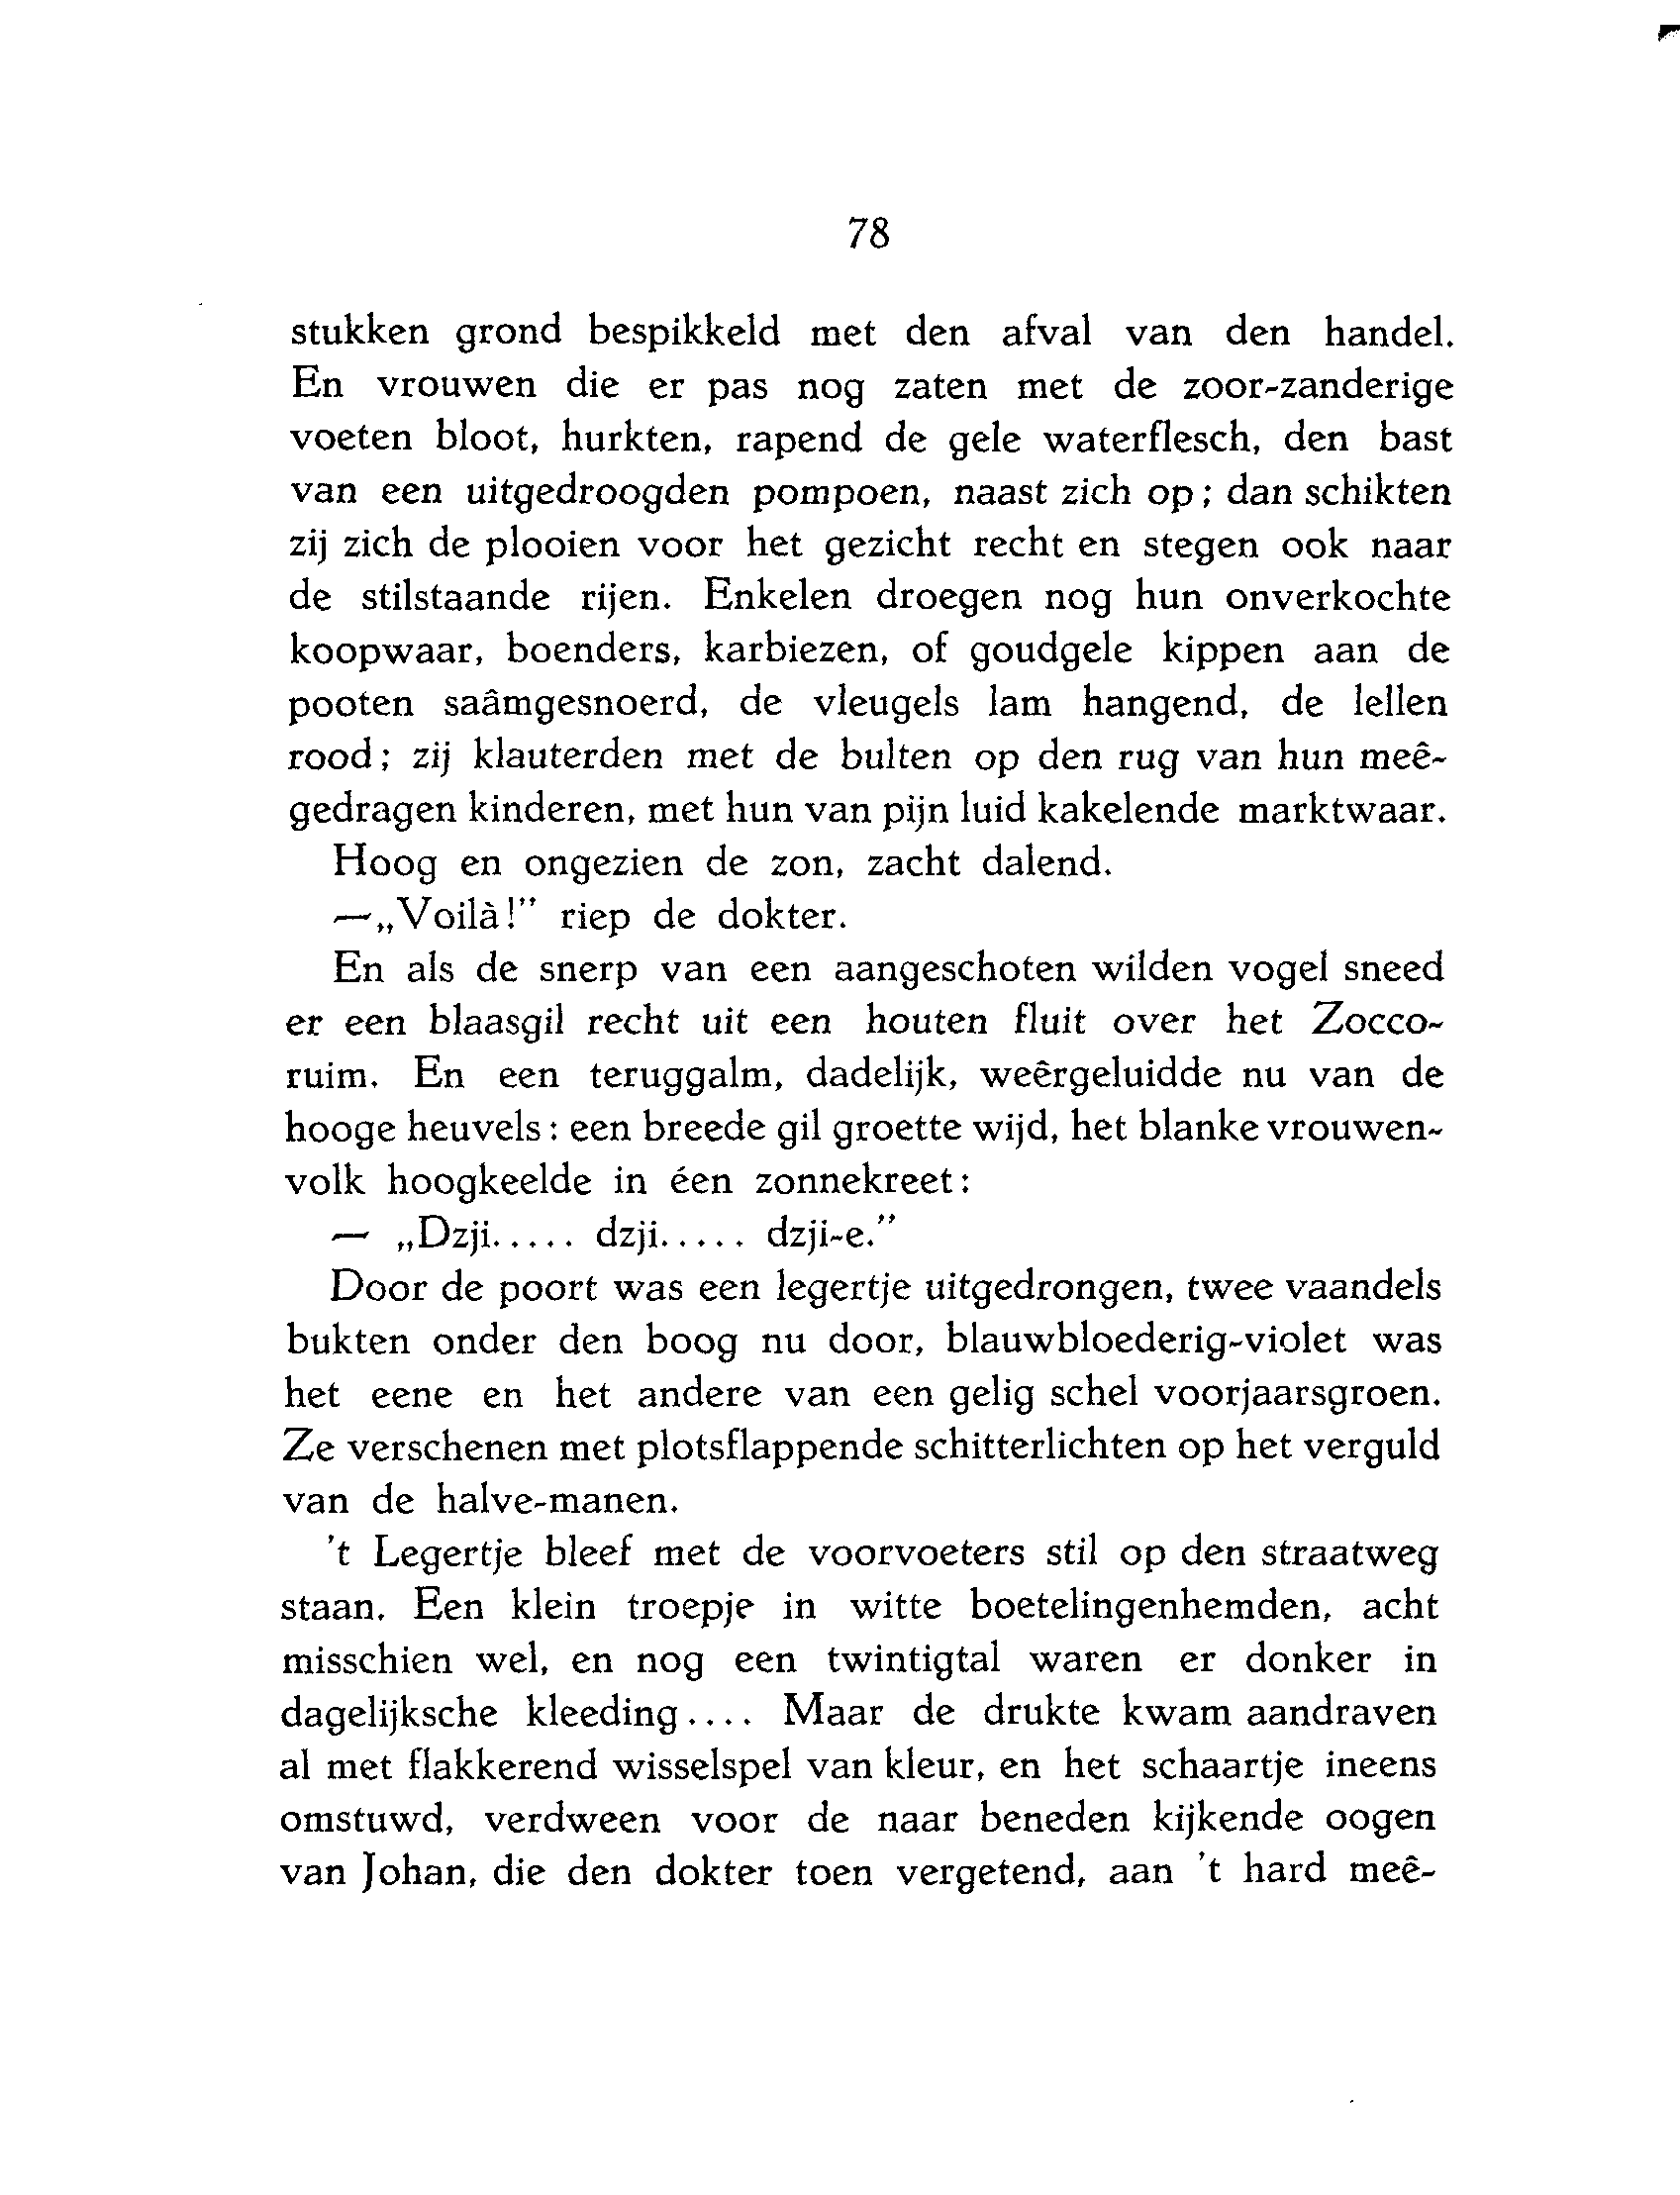 78
stukken grond bespikkeld met den afval van den handel.
En vrouwen die er pas nog zaten met de zoor-zanderige
voeten bloot, hurkten, rapend de gele waterflesch, den bast
van een uitgedroogden pompoen, naast zich op; dan schikten
zij zich de plooien voor het gezicht recht en stegen ook naar
de stilstaande rijen. Enkelen droegen nog hun onverkochte
koopwaar, boenders, karbiezen, of goudgele kippen aan de
pooten saâmgesnoerd, de vleugels lam hangend, de lellen
rood; zij klauterden met de bulten op den rug van hun meê-
gedragen kinderen, met hun van pijn luid kakelende marktwaar.
Hoog en ongezien de zon, zacht dalend.
—„Voilà!” riep de dokter.
En als de snerp van een aangeschoten wilden vogel sneed
er een blaasgil recht uit een houten fluit over het Zocco-
ruim. En een teruggalm, dadelijk, weêrgeluidde nu van de
hooge heuvels: een breede gil groette wijd, het blanke vrouwen-
volk hoogkeelde in één zonnekreet:
— „Dzji..... dzji..... dzji-e.”
Door de poort was een legertje uitgedrongen, twee vaandels
bukten onder den boog nu door, blauwbloederig-violet was
het eene en het andere van een gelig schel voorjaarsgroen.
Ze verschenen met plotsflappende schitterlichten op het verguld
van de halve-manen.
't Legertje bleef met de voorvoeters stil op den straatweg
staan. Een klein troepje in witte boetelingenhemden, acht
misschien wel, en nog een twintigtal waren er donker in
dagelijksche kleeding.... Maar de drukte kwam aandraven
al met flakkerend wisselspel van kleur, en het schaartje ineens
omstuwd, verdween voor de naar beneden kijkende oogen
van Johan, die den dokter toen vergetend, aan 't hard meê-